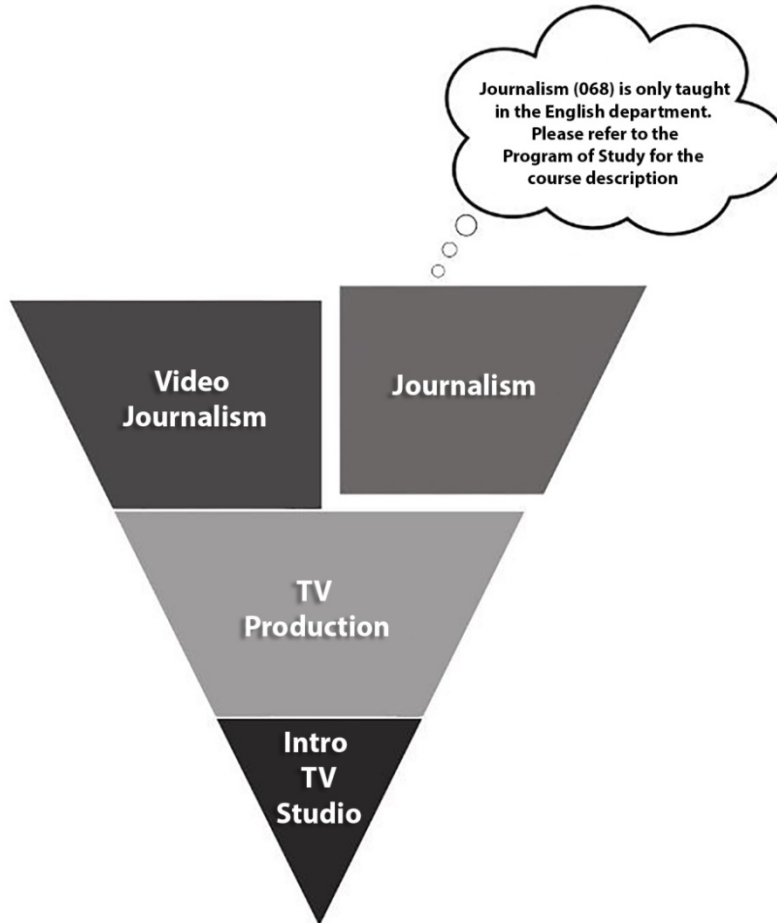 Journalism (068) is only taught
in the English department.
Please refer to the
Program of Study for the
course description
Video
Journalism
Journalism
TV
Production
Intro
TV
Studio